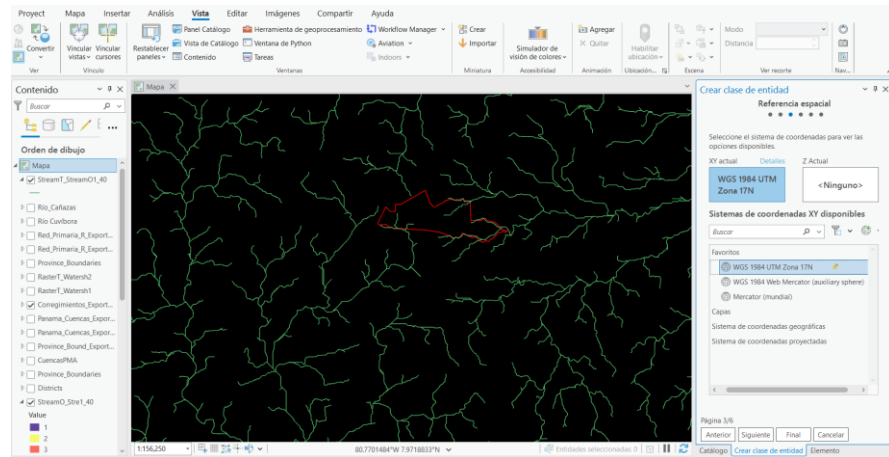 Project Mapa Insertar Análisis Vista Editar Imágenes Compartir Ayuda
Convertir
Ver
Vincular vistas
Vincular cursores
Vínculo
Restablecer paneles
Panel Catálogo
Vista de Catálogo
Contenido
Herramienta de geoprocesamiento
Ventana de Python
Tareas
Workflow Manager
Aviation
Indoors
Ventanas
Crear
Importar
Miniatura
Simulador de visión de colores
Accesibilidad
Agregar
Quitar
Animación
Habilitar ubicación
Ubicación...
Escena
Modo
Distancia
Ver recorte
Nav...
Contenido
Buscar
Orden de dibujo
Mapa
StreamT_StreamO1_40
Río_Cañazas
Río Cuvíbora
Red_Primaria_R_Export...
Red_Primaria_R_Export...
Province_Boundaries
RasterT_Watersh2
RasterT_Watersh1
Corregimientos_Export...
Panama_Cuencas_Expor...
Panama_Cuencas_Expor...
Province_Bound_Export...
CuencasPMA
Province_Boundaries
Districts
StreamO_Stre1_40
Value
1
2
3
Mapa
1:156,250
80.7701484°W 7.9718833°N
Entidades seleccionadas: 0
Crear clase de entidad
Referencia espacial
Seleccione el sistema de coordenadas para ver las
opciones disponibles.
XY actual Detalles Z Actual
WGS 1984 UTM
Zona 17N
<Ninguno>
Sistemas de coordenadas XY disponibles
Buscar
Favoritos
WGS 1984 UTM Zona 17N
WGS 1984 Web Mercator (auxiliary sphere)
Mercator (mundial)
Capas
Sistema de coordenadas geográficas
Sistema de coordenadas proyectadas
Página 3/6
Anterior Siguiente Final Cancelar
Catálogo Crear clase de entidad Elemento